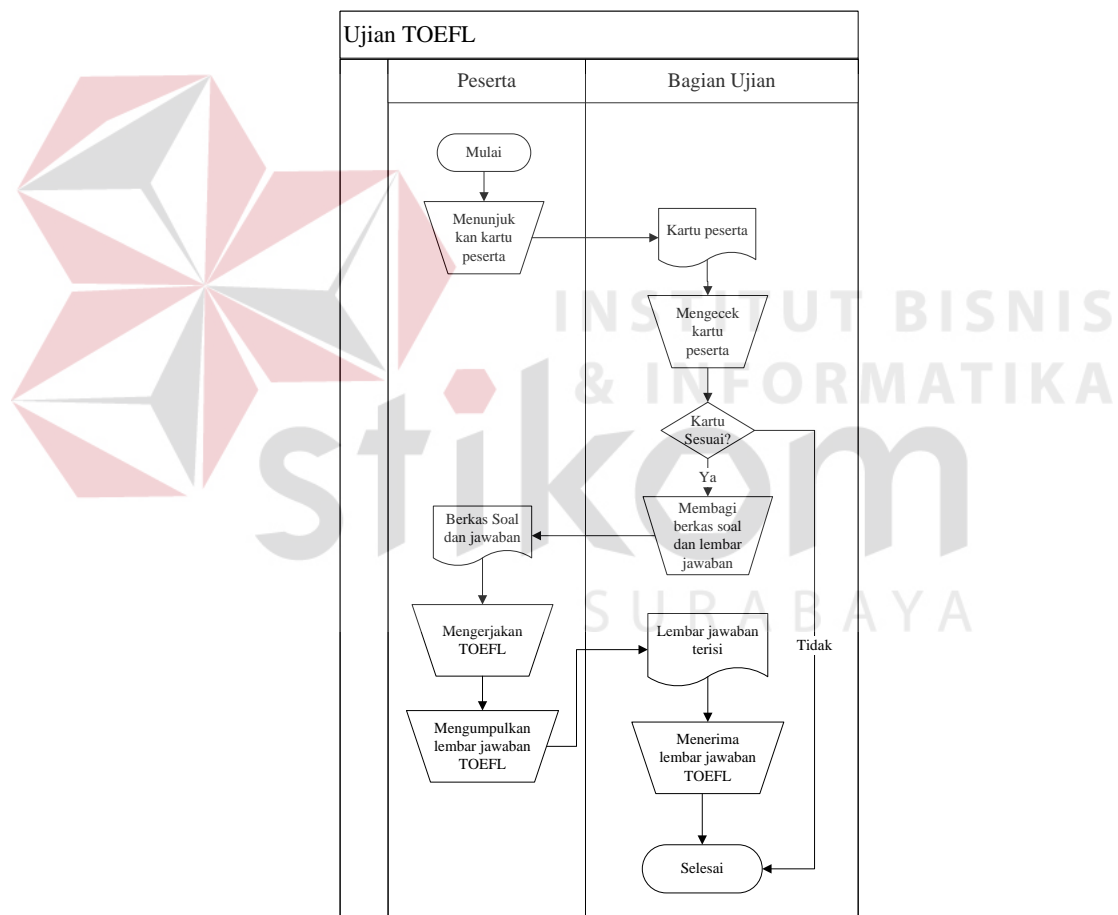 Ujian TOEFL
Peserta
Bagian Ujian
Mulai
Menunjuk
kan kartu
peserta
Kartu peserta
Mengecek
kartu
peserta
Kartu
Sesuai?
Ya
Membagi
berkas soal
dan lembar
jawaban
Berkas Soal
dan jawaban
Mengerjakan
TOEFL
Mengumpulkan
lembar jawaban
TOEFL
Lembar jawaban
terisi
Tidak
Menerima
lembar jawaban
TOEFL
Selesai
INSTITUT BISNIS
& INFORMATIKA
stikom
SURABAYA